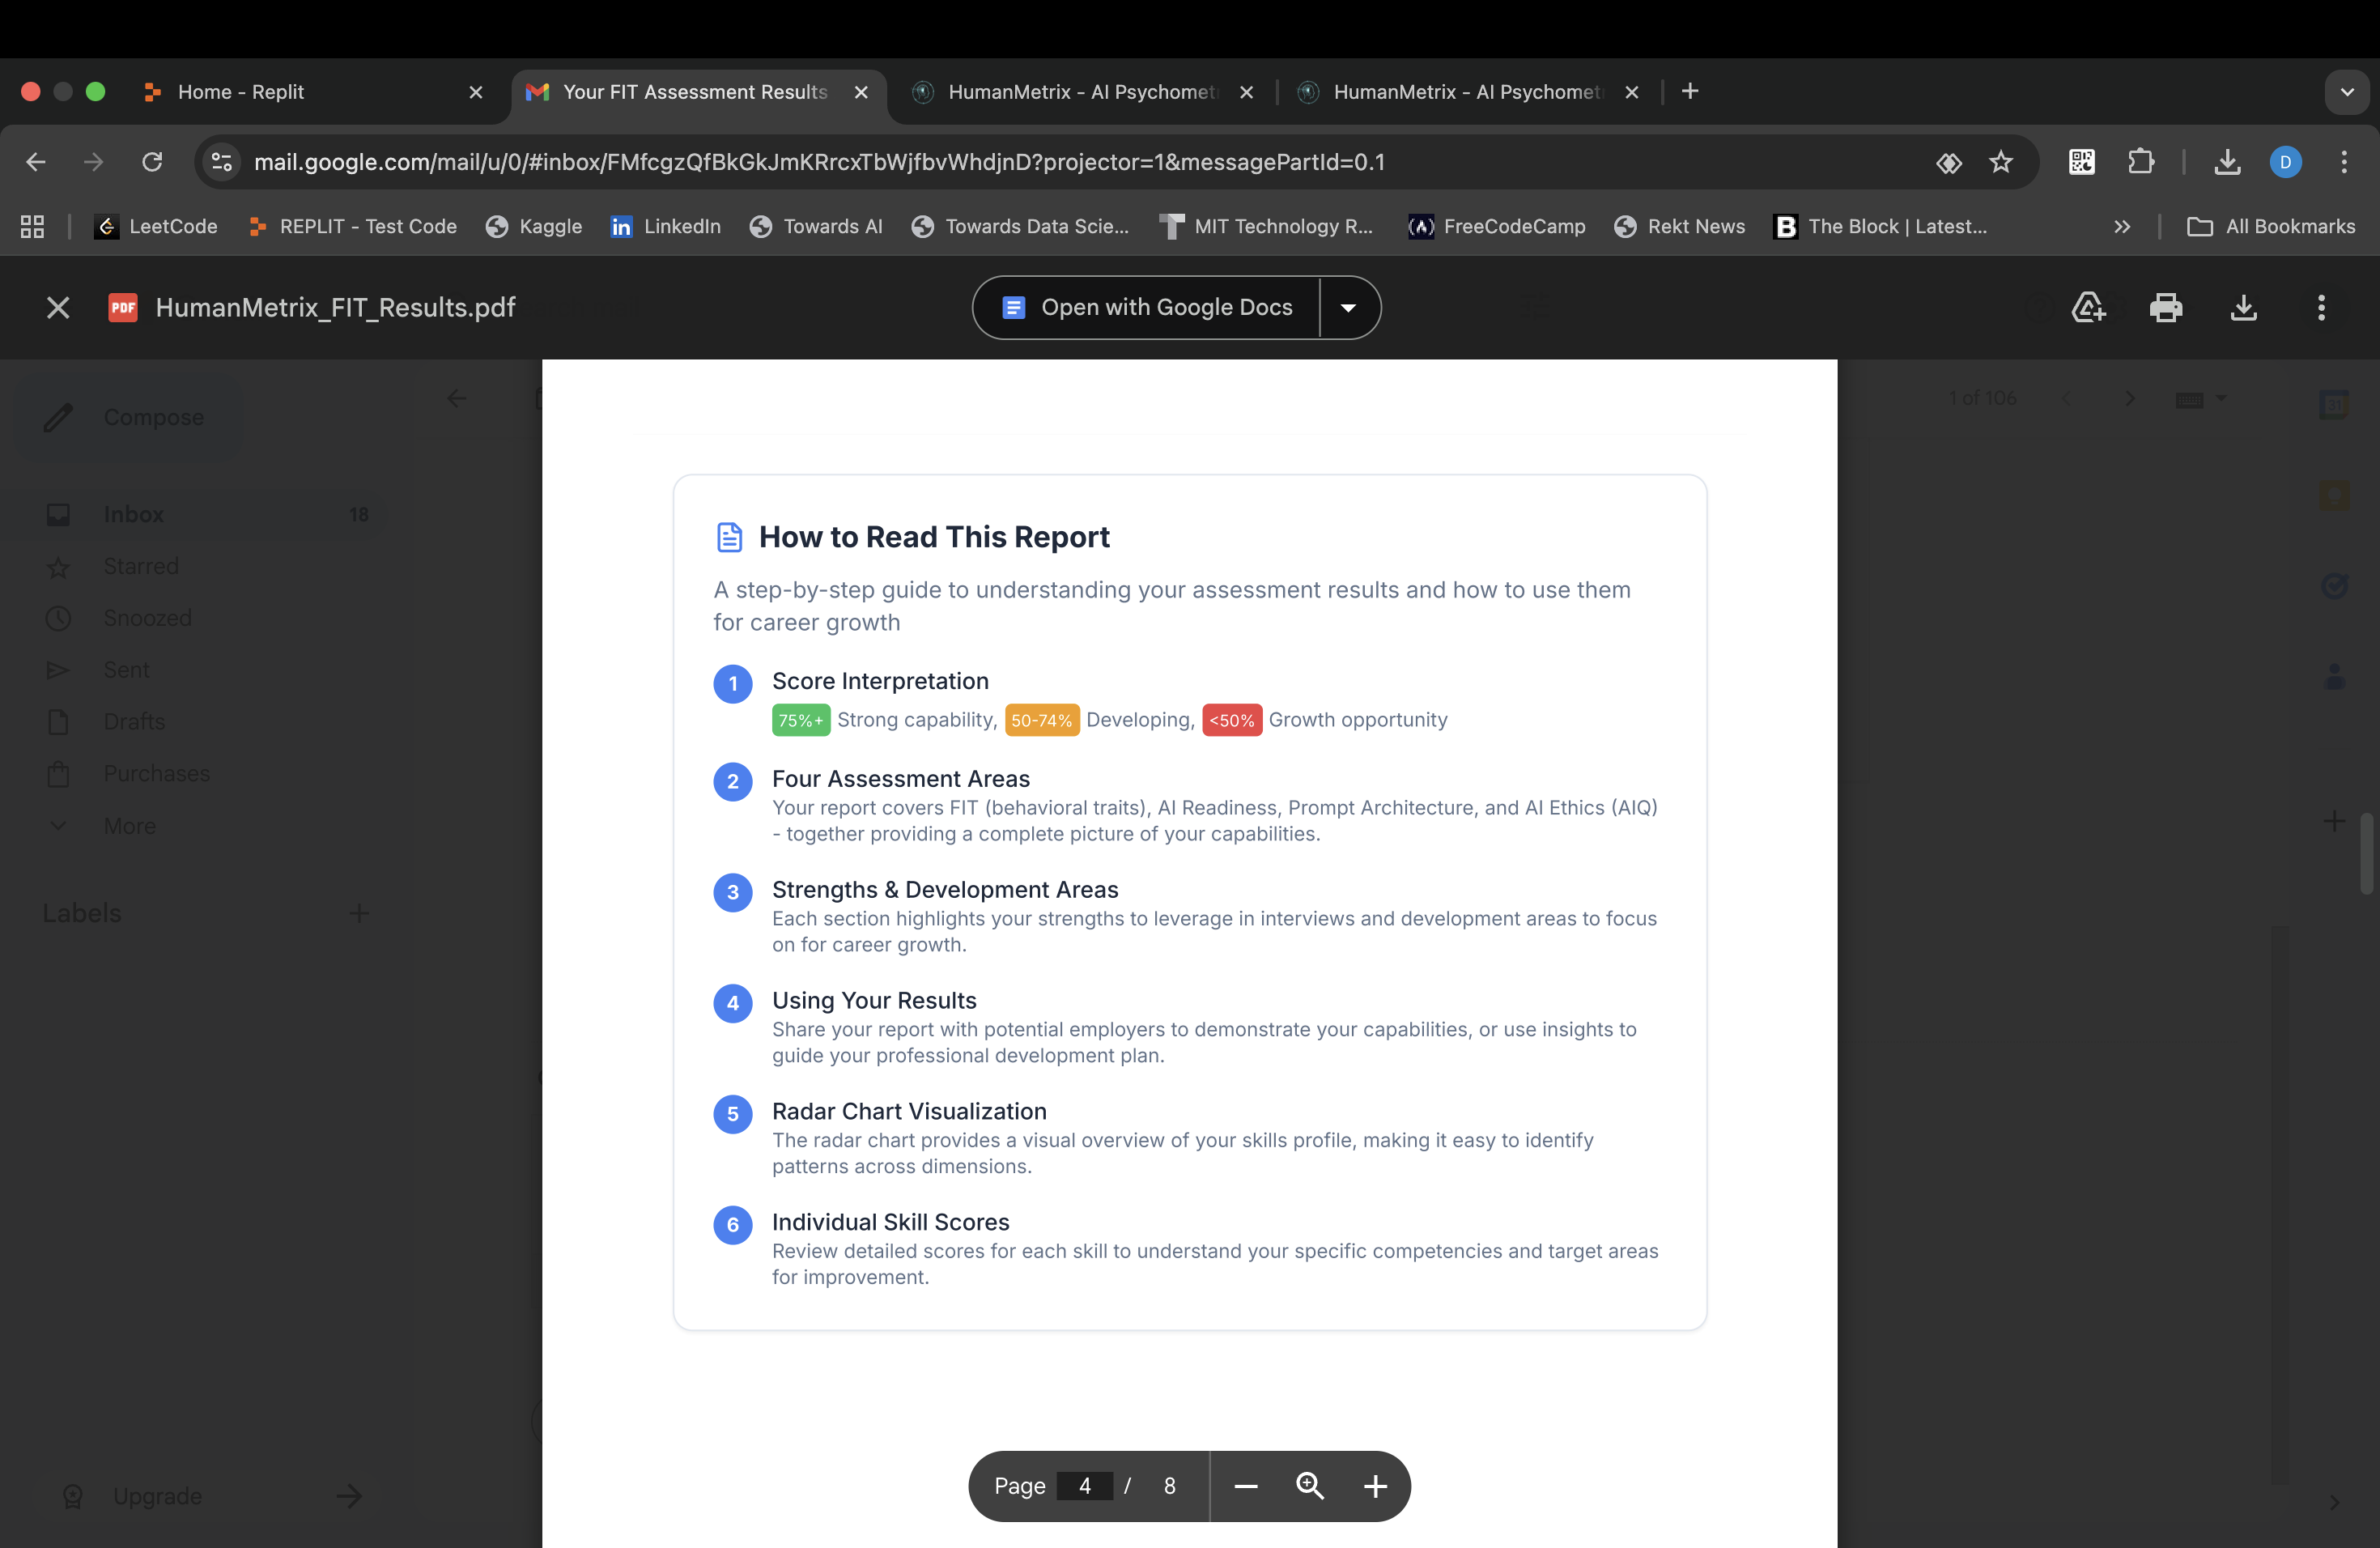 Home - Replit
Your FIT Assessment Results
HumanMetrix - AI Psychomet
HumanMetrix - AI Psychomet
mail.google.com/mail/u/0/#inbox/FMfcgzQfBkGkJmKRrcxTbWjfbvWhdjnD?projector=1&messagePartId=0.1
D
LeetCode
REPLIT - Test Code
Kaggle
LinkedIn
Towards AI
Towards Data Scie...
MIT Technology R...
FreeCodeCamp
Rekt News
The Block | Latest...
All Bookmarks
PDF
HumanMetrix_FIT_Results.pdf
Open with Google Docs
Compose
1 of 106
31
Inbox 18
Starred
Snoozed
Sent
Drafts
Purchases
More
Labels
Upgrade
How to Read This Report
A step-by-step guide to understanding your assessment results and how to use them
for career growth
1 Score Interpretation
75%+ Strong capability, 50-74% Developing, <50% Growth opportunity
2 Four Assessment Areas
Your report covers FIT (behavioral traits), AI Readiness, Prompt Architecture, and AI Ethics (AIQ)
- together providing a complete picture of your capabilities.
3 Strengths & Development Areas
Each section highlights your strengths to leverage in interviews and development areas to focus
on for career growth.
4 Using Your Results
Share your report with potential employers to demonstrate your capabilities, or use insights to
guide your professional development plan.
5 Radar Chart Visualization
The radar chart provides a visual overview of your skills profile, making it easy to identify
patterns across dimensions.
6 Individual Skill Scores
Review detailed scores for each skill to understand your specific competencies and target areas
for improvement.
Page 4 / 8